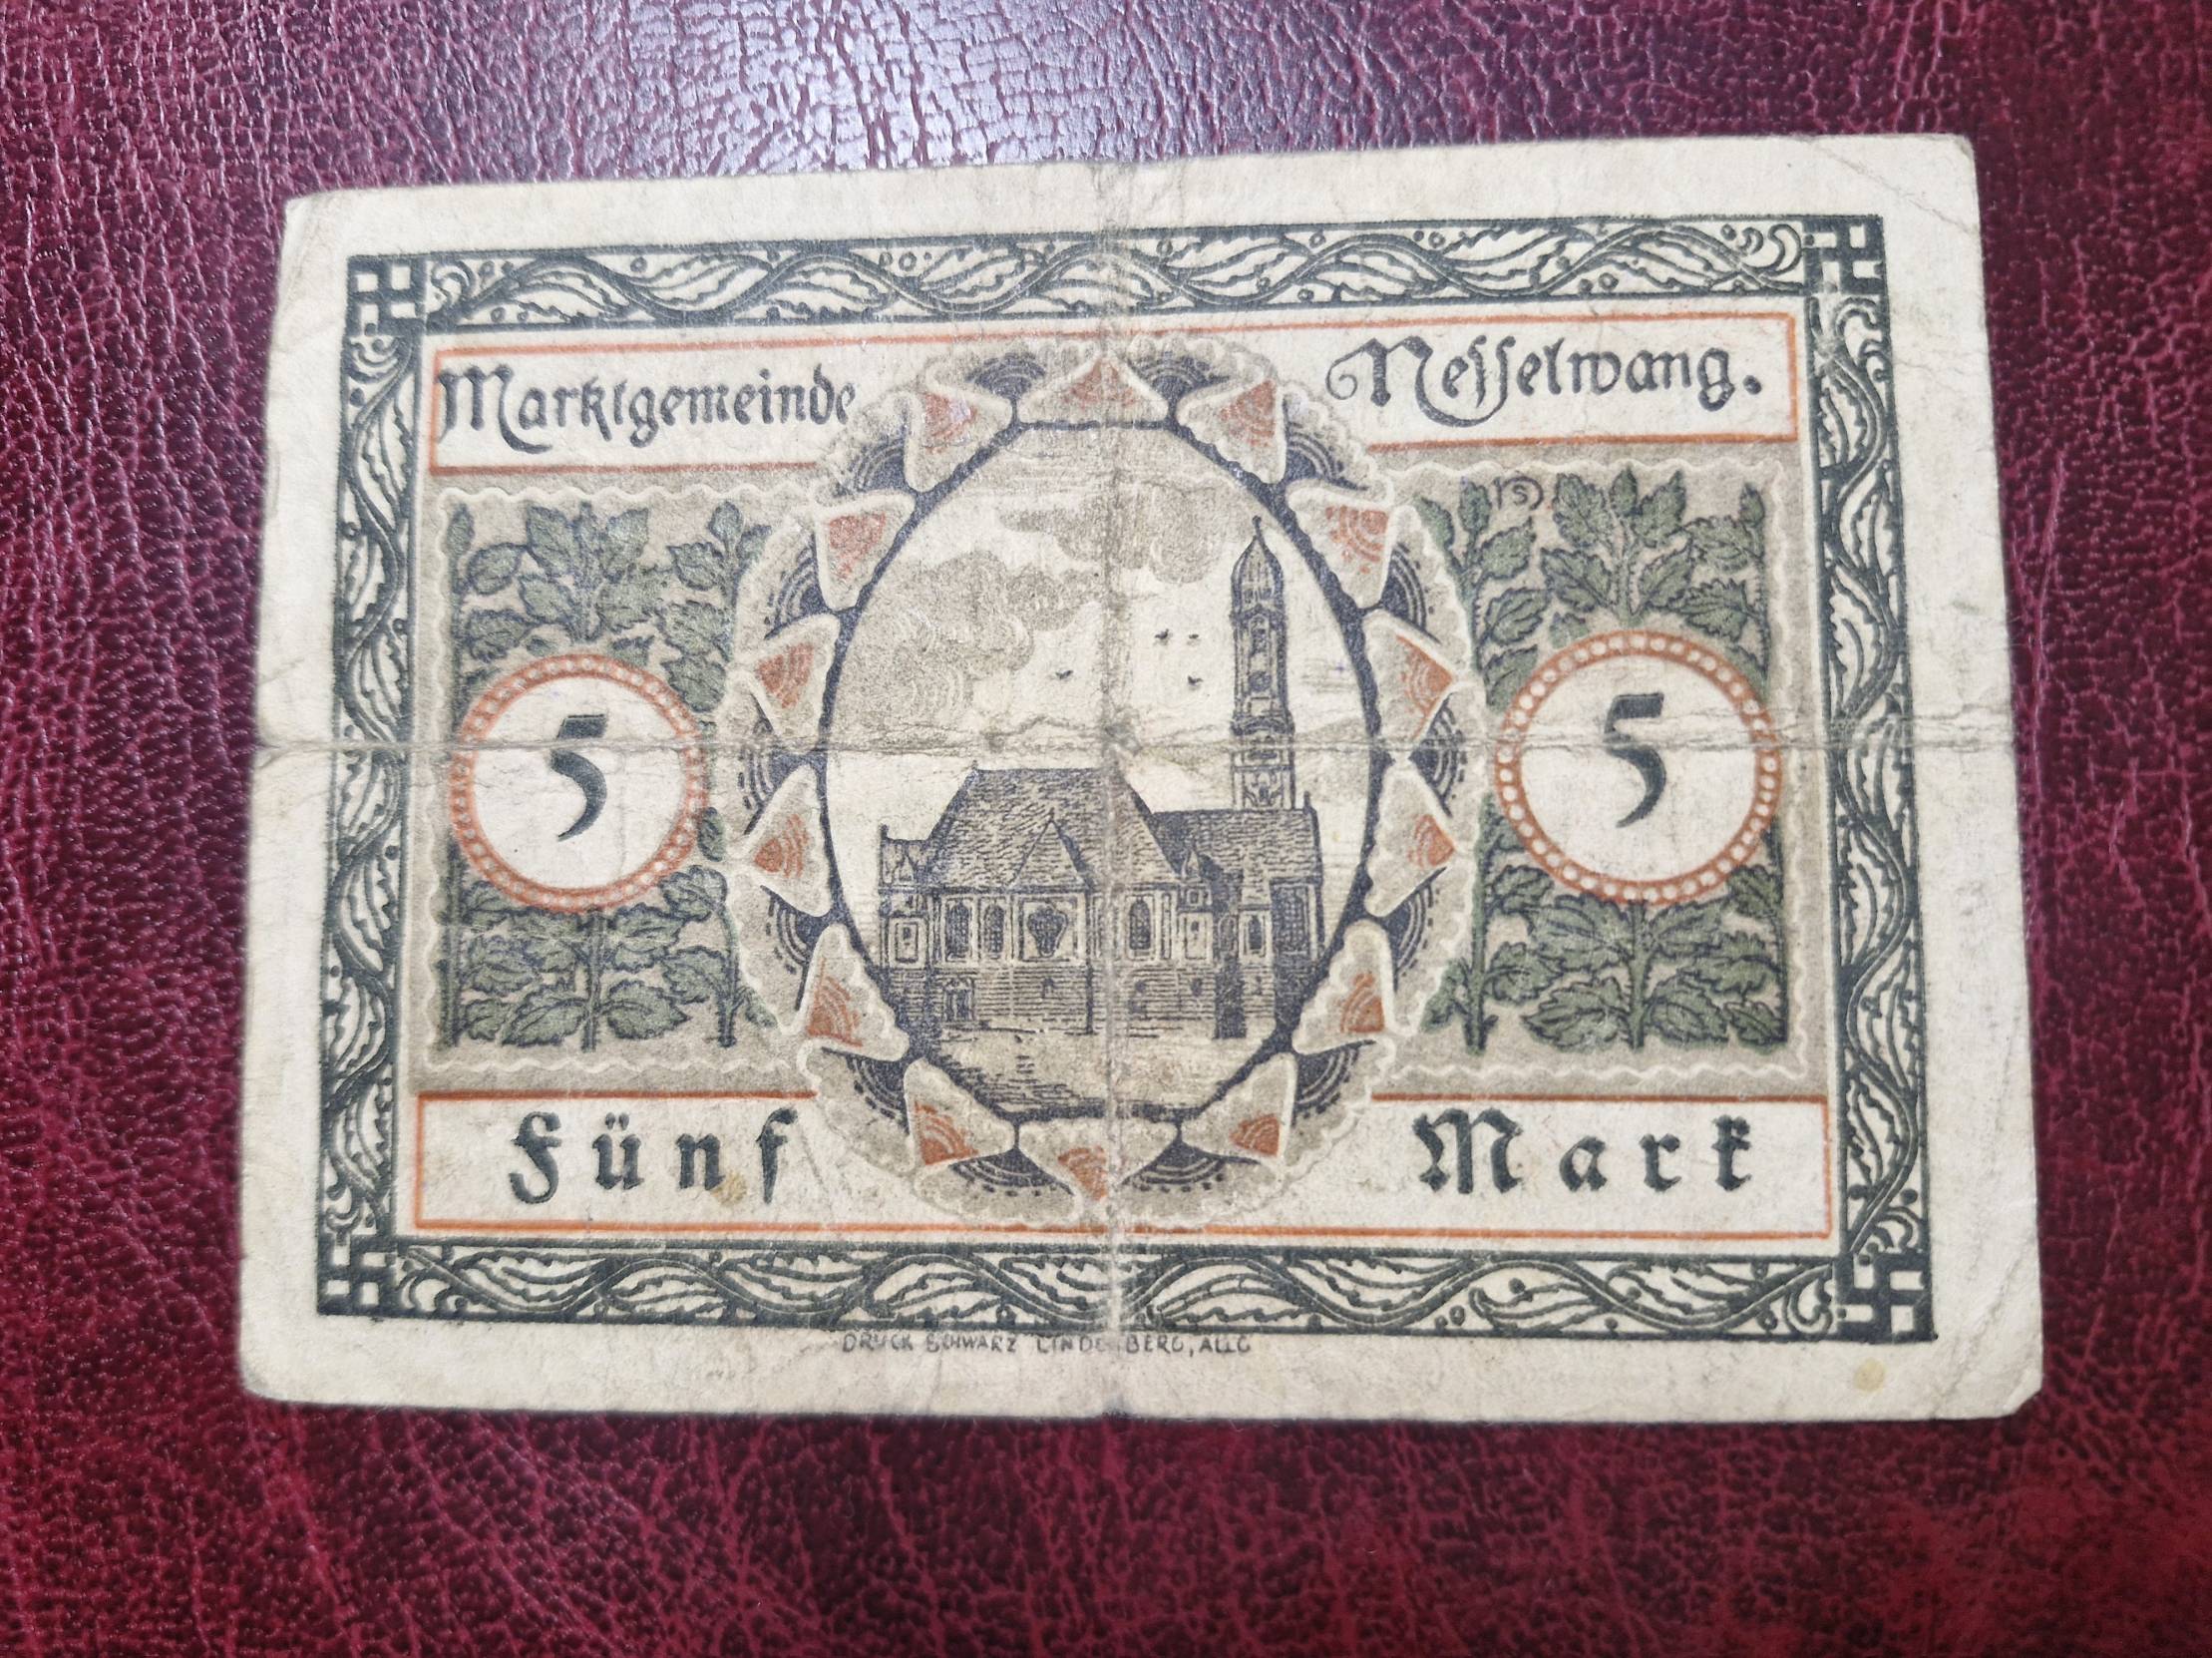 Marktgemeinde Nesselwang.
5 5
Fünf Mark
DRUCK SCHWARZ LINDENBERG, ALLG